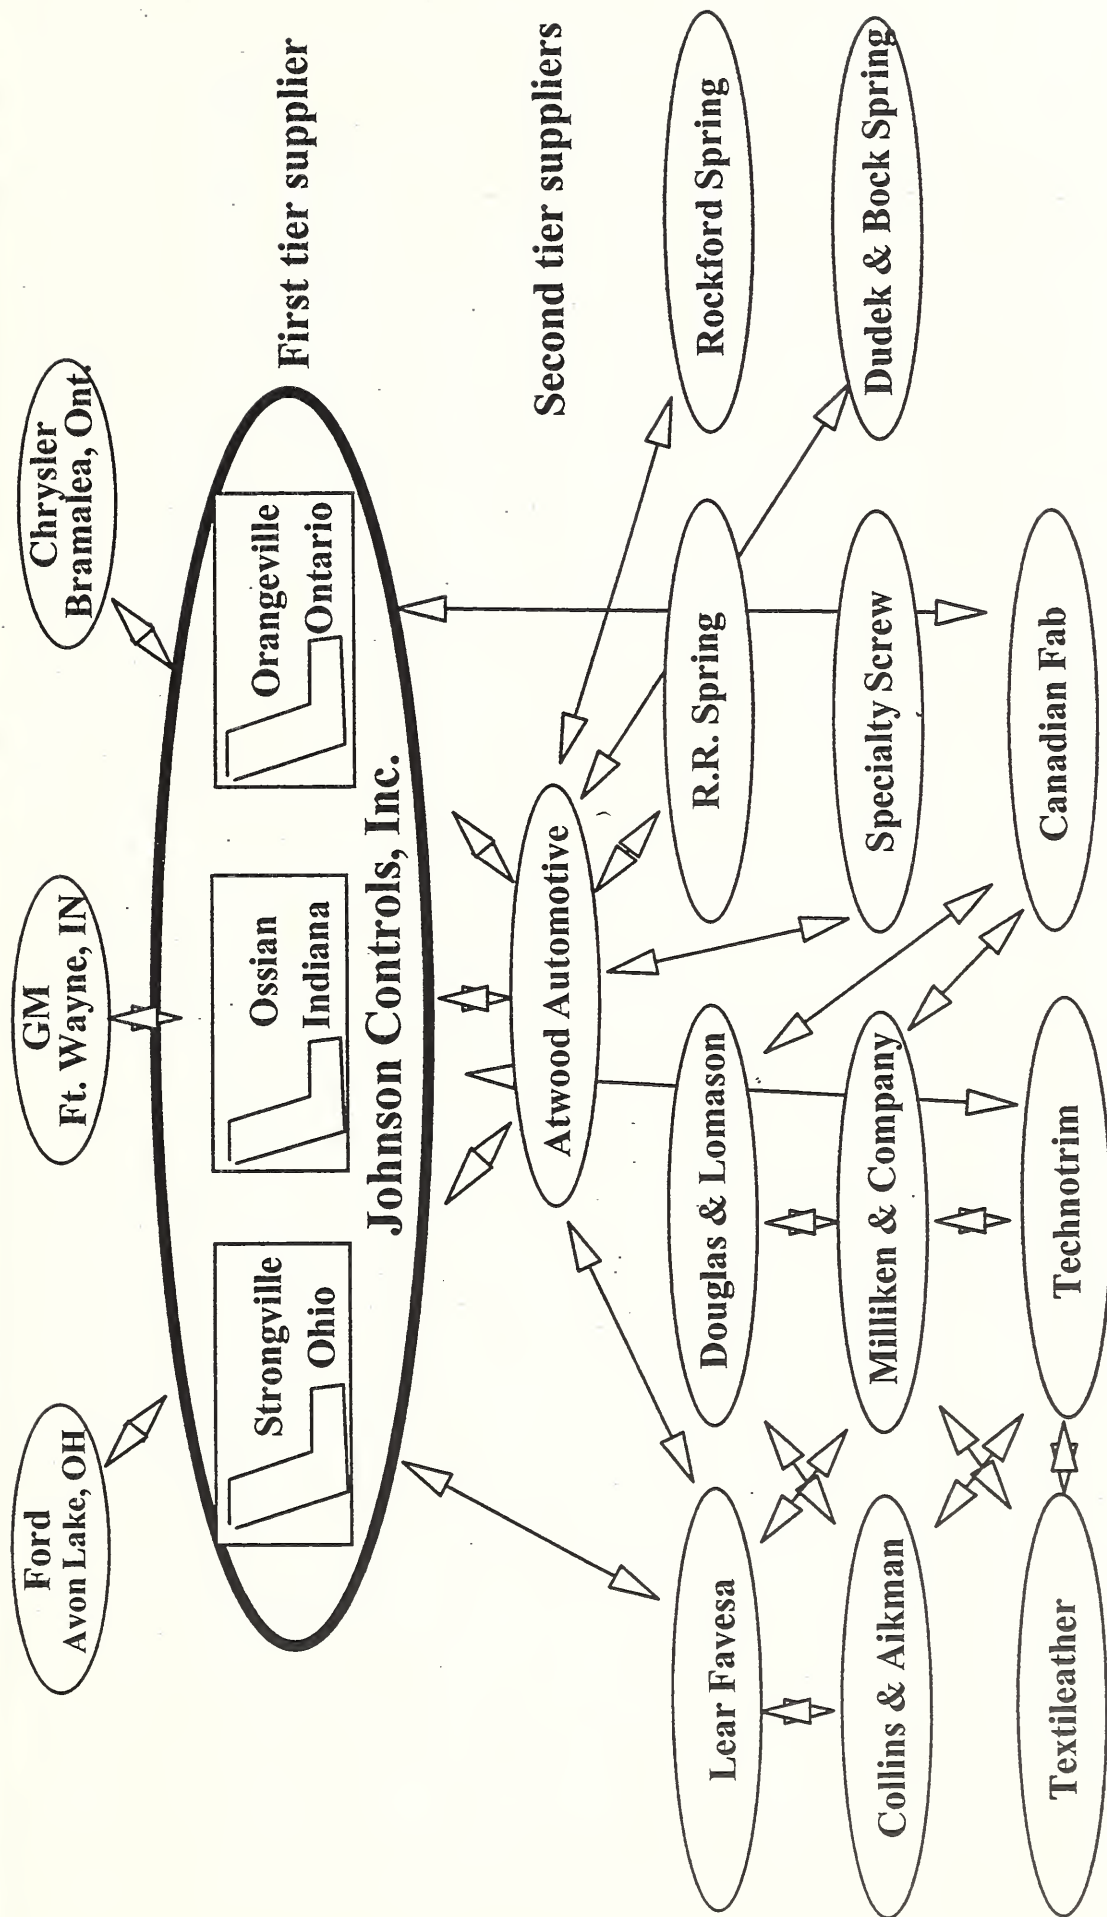 Ford
Avon Lake, OH
GM
Ft. Wayne, IN
Chrysler
Bramalea, Ont.
First tier supplier
Strongville
Ohio
Ossian
Indiana
Orangeville
Ontario
Johnson Controls, Inc.
Second tier suppliers
Atwood Automotive
Lear Favesa
Douglas & Lomason
R.R. Spring
Rockford Spring
Collins & Aikman
Milliken & Company
Specialty Screw
Dudek & Bock Spring
Textileather
Technotrim
Canadian Fab